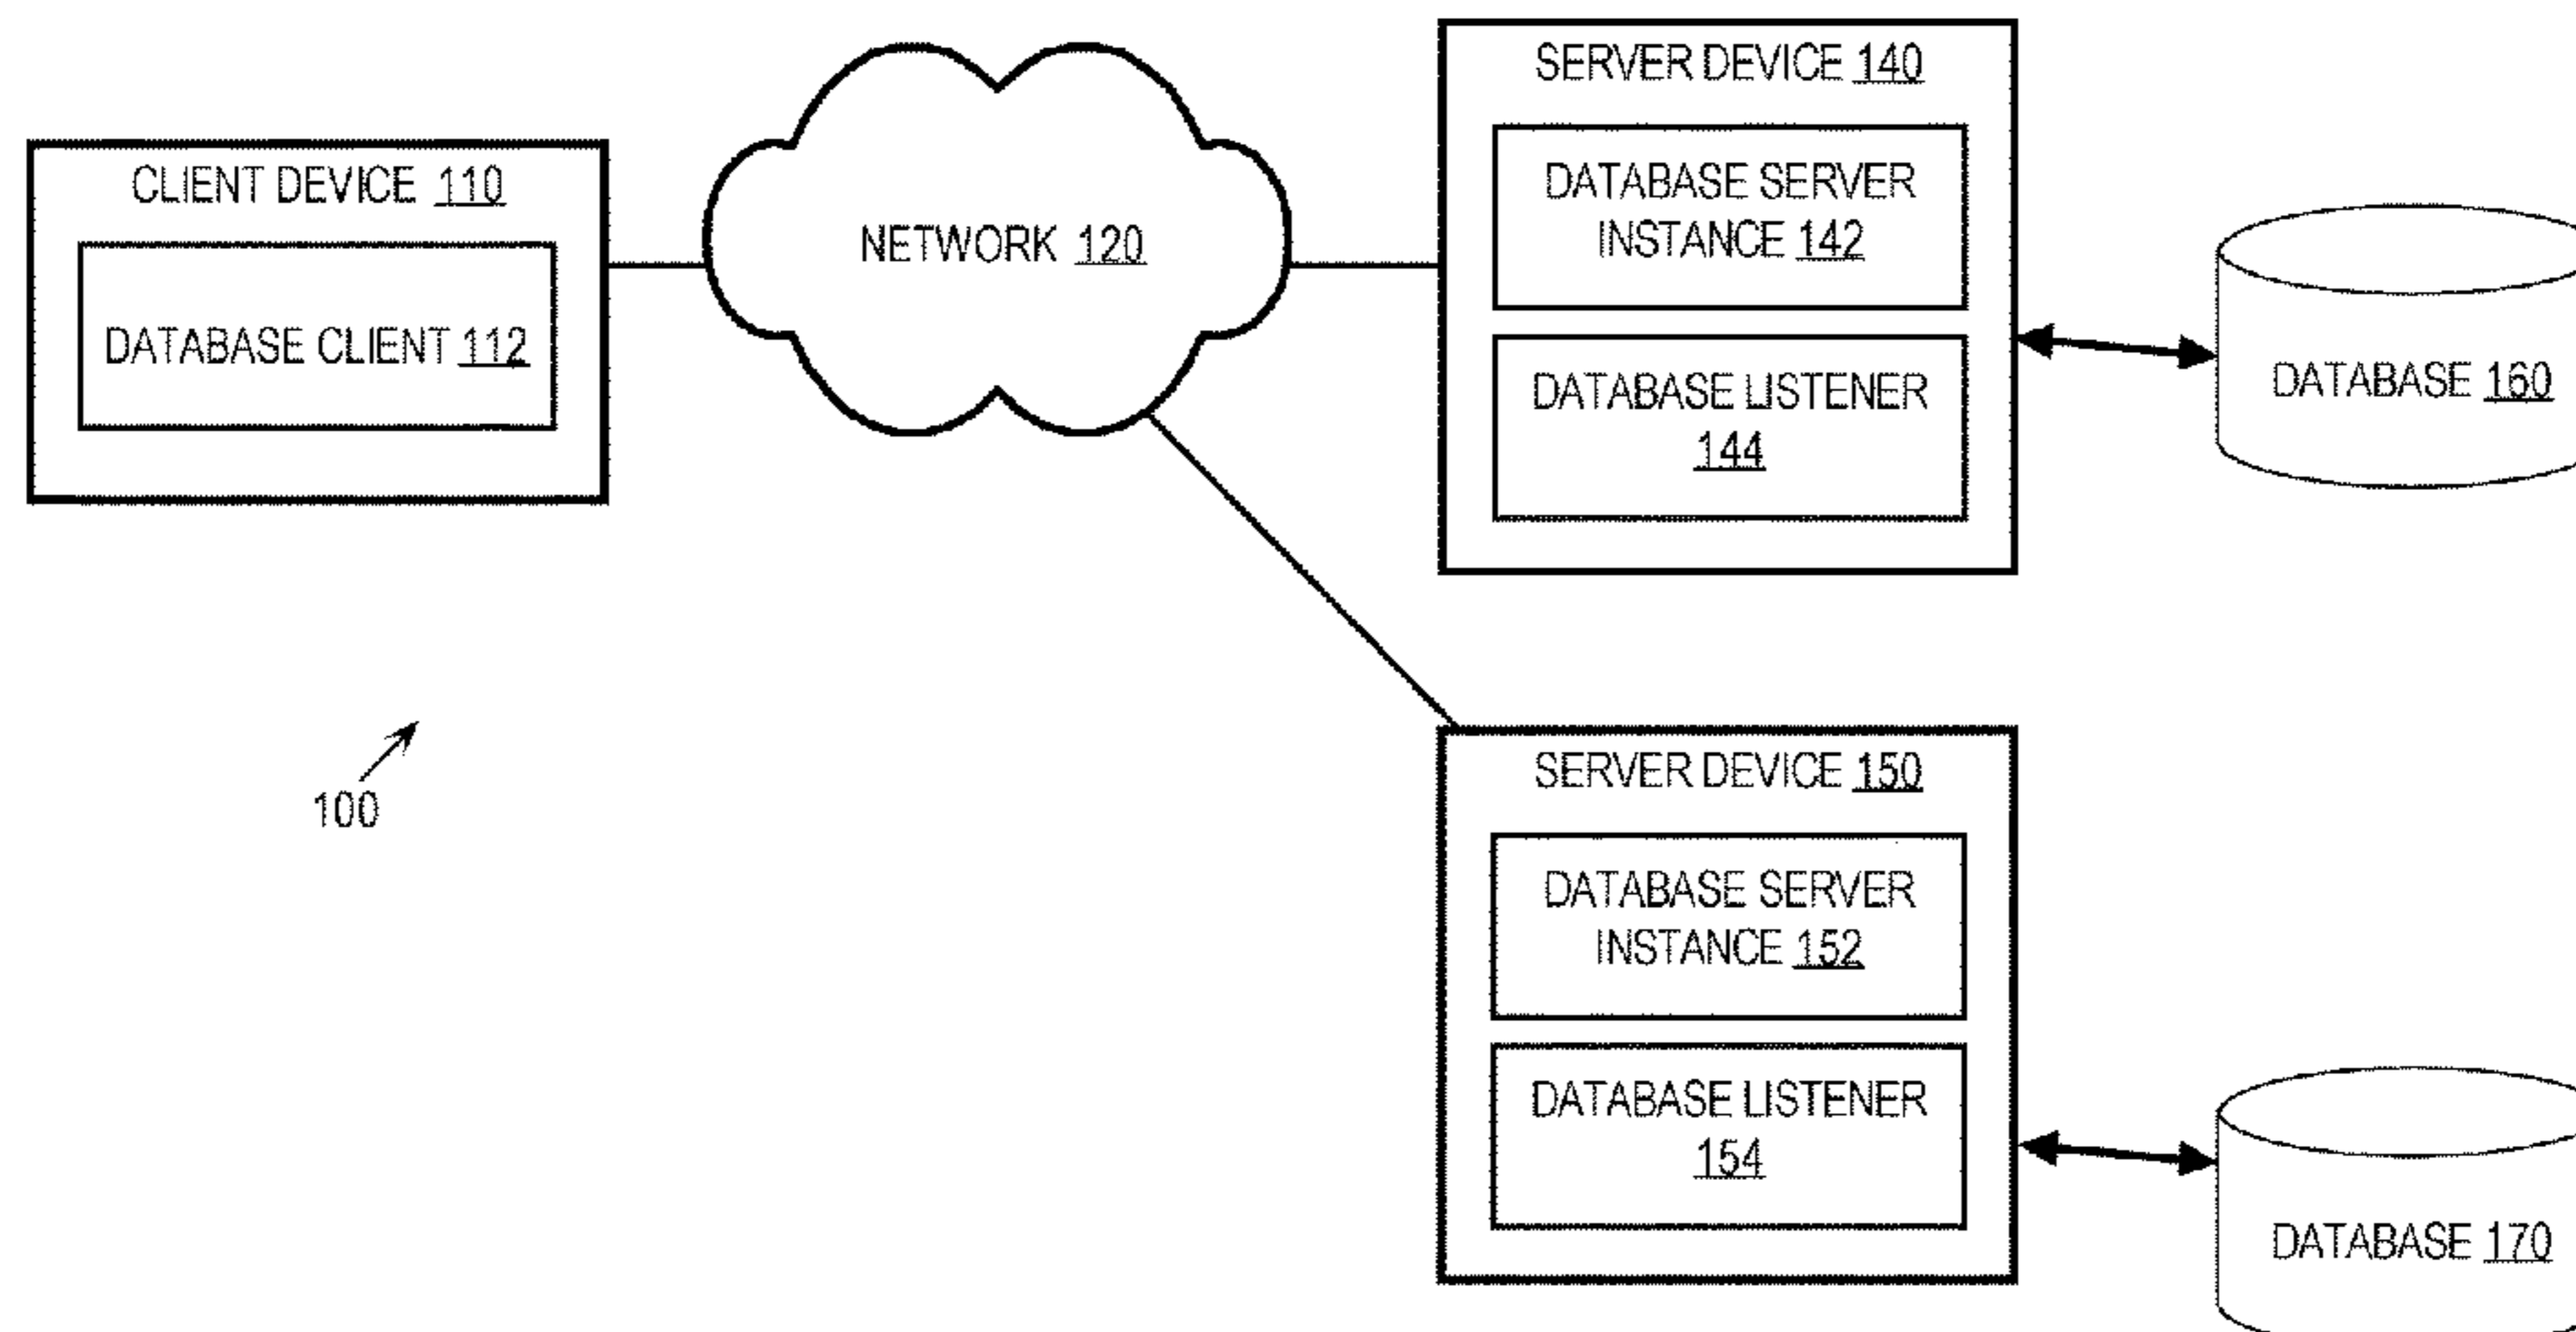 CLIENT DEVICE 110
DATABASE CLIENT 112
NETWORK 120
SERVER DEVICE 140
DATABASE SERVER
INSTANCE 142
DATABASE LISTENER
144
DATABASE 160
100
SERVER DEVICE 150
DATABASE SERVER
INSTANCE 152
DATABASE LISTENER
154
DATABASE 170